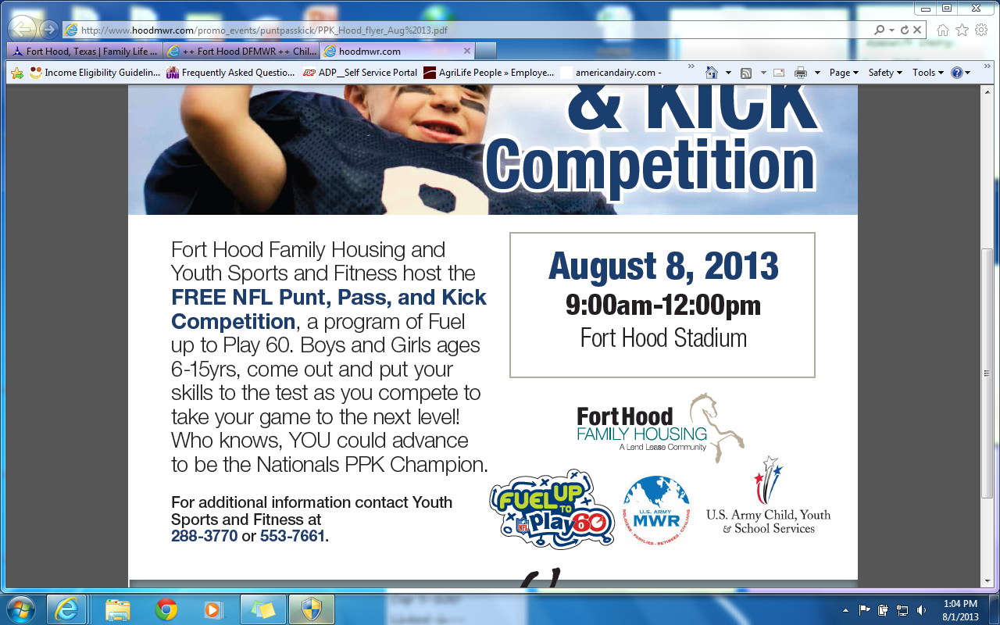 http://www.hoodmwr.com/promo_events/puntpasskick/PPK_Hood_flyer_Aug%2013.pdf
Fort Hood, Texas | Family Life ...
++ Fort Hood DFMWR ++ Chil...
hoodmwr.com
Income Eligibility Guidelin...
UNI
Frequently Asked Questio...
ADP
ADP__Self Service Portal
AgriLife People » Employe...
americandairy.com -
Page
Safety
Tools
& KICK
Competition
Fort Hood Family Housing and
Youth Sports and Fitness host the
FREE NFL Punt, Pass, and Kick
Competition, a program of Fuel
up to Play 60. Boys and Girls ages
6-15yrs, come out and put your
skills to the test as you compete to
take your game to the next level!
Who knows, YOU could advance
to be the Nationals PPK Champion.
For additional information contact Youth
Sports and Fitness at
288-3770 or 553-7661.
August 8, 2013
9:00am-12:00pm
Fort Hood Stadium
Fort Hood
FAMILY HOUSING
A Lend Lease Community
FUEL UP
TO
NFL
Play 60
U.S. ARMY
MWR
SOLDIERS · FAMILIES · RETIREES · CIVILIANS
U.S. Army Child, Youth
& School Services
1:04 PM
8/1/2013